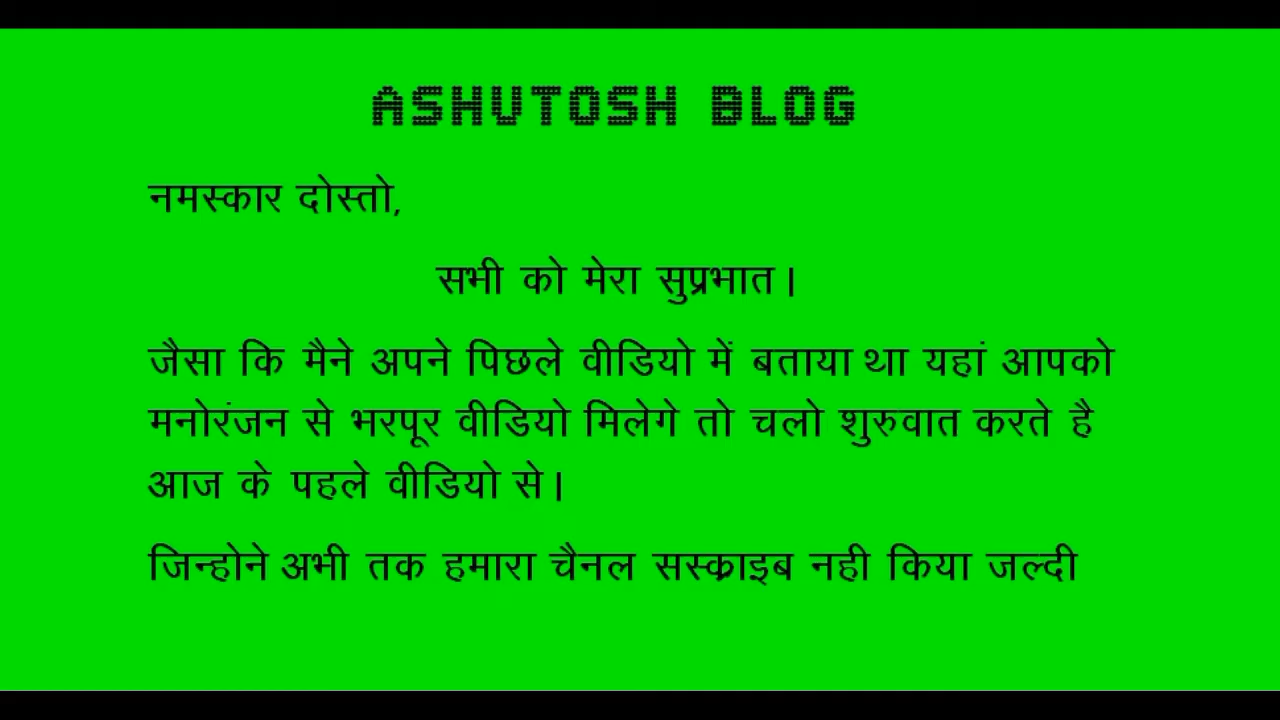 ASHUTOSH BLOG
नमस्कार दोस्तो,
सभी को मेरा सुप्रभात।
जैसा कि मैने अपने पिछले वीडियो में बताया था यहां आपको
मनोरंजन से भरपूर वीडियो मिलेगे तो चलो शुरुवात करते है
आज के पहले वीडियो से।
जिन्होने अभी तक हमारा चैनल सस्क्राइब नही किया जल्दी